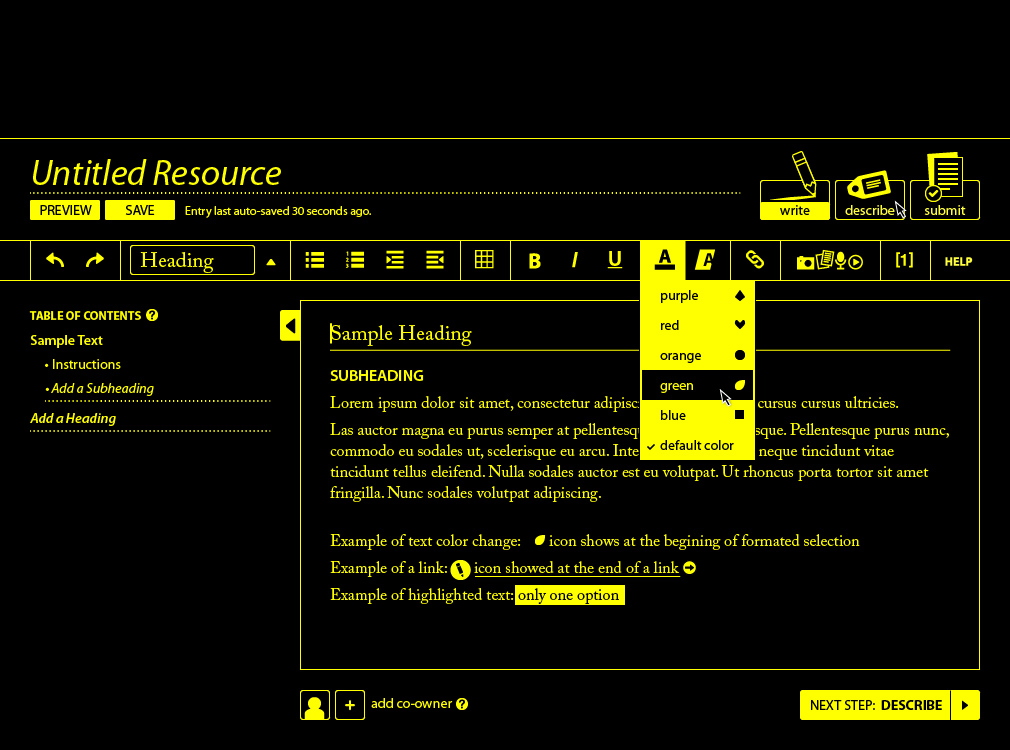 Untitled Resource
PREVIEW SAVE Entry last auto-saved 30 seconds ago.
write describe submit
Heading 1 2 3 B I U A A [1] HELP
purple
red
orange
green
blue
✓ default color
TABLE OF CONTENTS ?
Sample Text
• Instructions
• Add a Subheading
Add a Heading
Sample Heading
SUBHEADING
Lorem ipsum dolor sit amet, consectetur adipisc cursus cursus ultricies.
Las auctor magna eu purus semper at pellentesqu sque. Pellentesque purus nunc,
commodo eu sodales ut, scelerisque eu arcu. Inte neque tincidunt vitae
tincidunt tellus eleifend. Nulla sodales auctor est eu volutpat. Ut rhoncus porta tortor sit amet
fringilla. Nunc sodales volutpat adipiscing.
Example of text color change: icon shows at the begining of formated selection
Example of a link: icon showed at the end of a link
Example of highlighted text: only one option
+ add co-owner ?
NEXT STEP: DESCRIBE